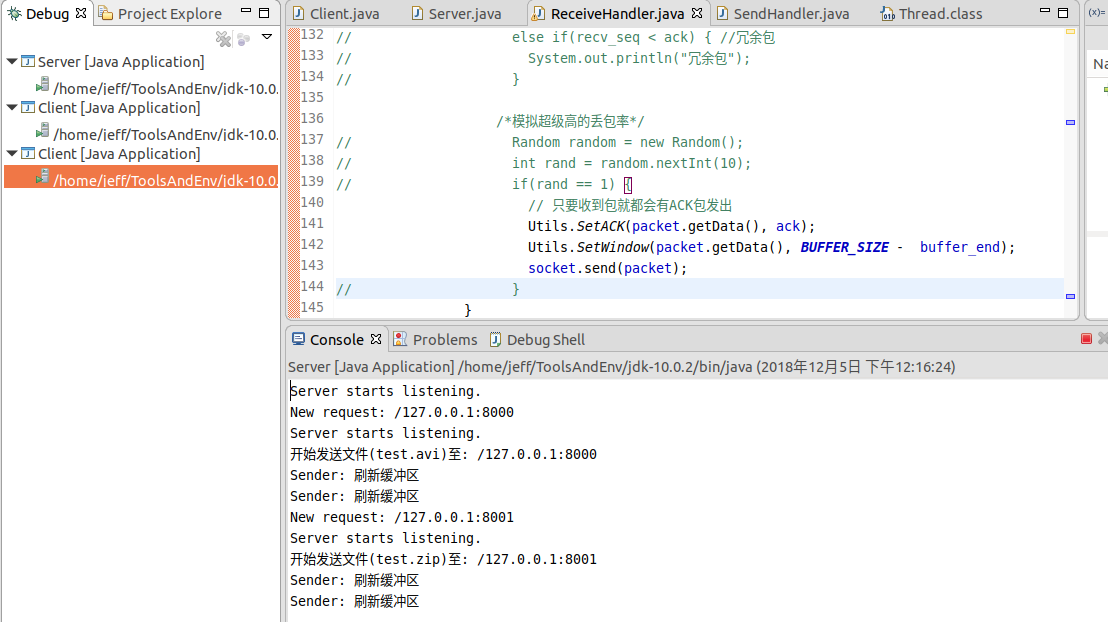 Debug
Project Explore
Server [Java Application]
/home/jeff/ToolsAndEnv/jdk-10.0.
Client [Java Application]
/home/jeff/ToolsAndEnv/jdk-10.0.
Client [Java Application]
/home/jeff/ToolsAndEnv/jdk-10.0.
Client.java
Server.java
ReceiveHandler.java
SendHandler.java
Thread.class
(x)=
Na
132 // else if(recv_seq < ack) { //冗余包
133 // System.out.println("冗余包");
134 // }
135
136 /*模拟超级高的丢包率*/
137 // Random random = new Random();
138 // int rand = random.nextInt(10);
139 // if(rand == 1) {
140 // 只要收到包就都会有ACK包发出
141 Utils.SetACK(packet.getData(), ack);
142 Utils.SetWindow(packet.getData(), BUFFER_SIZE - buffer_end);
143 socket.send(packet);
144 // }
145 }
Console
Problems
Debug Shell
Server [Java Application] /home/jeff/ToolsAndEnv/jdk-10.0.2/bin/java (2018年12月5日 下午12:16:24)
Server starts listening.
New request: /127.0.0.1:8000
Server starts listening.
开始发送文件(test.avi)至: /127.0.0.1:8000
Sender: 刷新缓冲区
Sender: 刷新缓冲区
New request: /127.0.0.1:8001
Server starts listening.
开始发送文件(test.zip)至: /127.0.0.1:8001
Sender: 刷新缓冲区
Sender: 刷新缓冲区